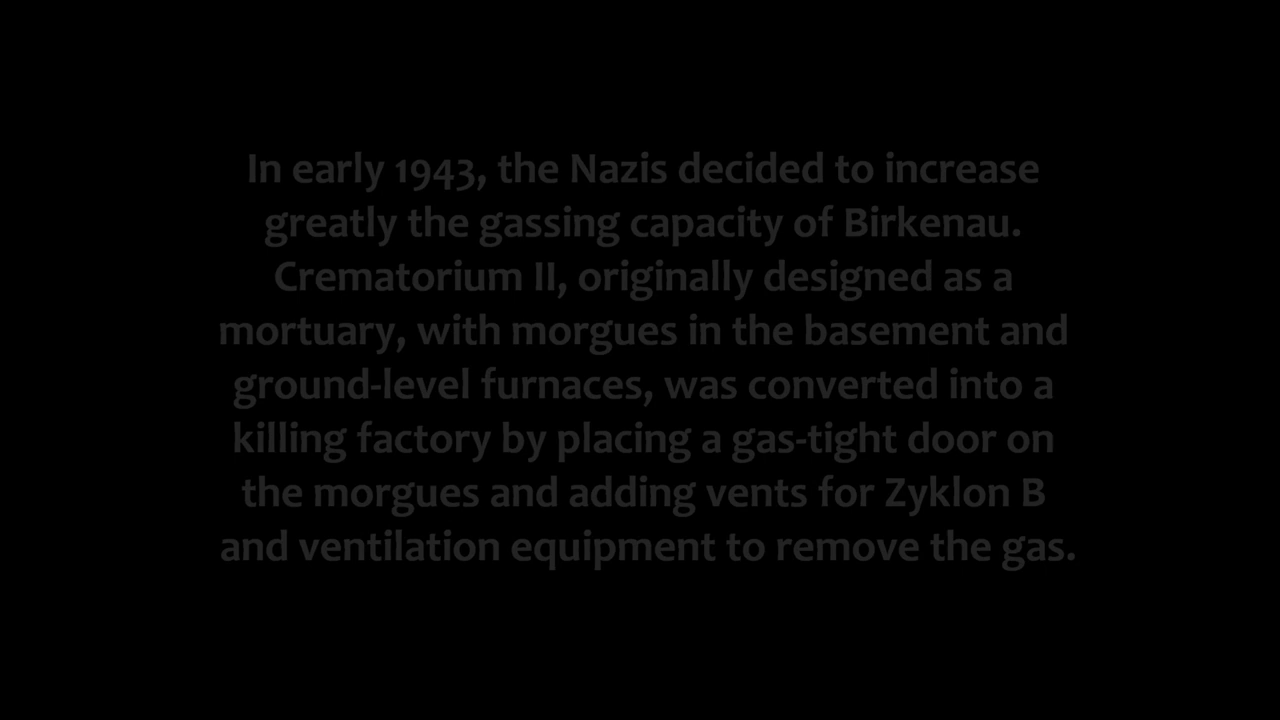 In early 1943, the Nazis decided to increase
greatly the gassing capacity of Birkenau.
Crematorium II, originally designed as a
mortuary, with morgues in the basement and
ground-level furnaces, was converted into a
killing factory by placing a gas-tight door on
the morgues and adding vents for Zyklon B
and ventilation equipment to remove the gas.